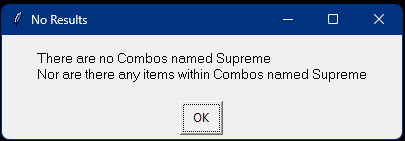 No Results
There are no Combos named Supreme
Nor are there any items within Combos named Supreme
OK